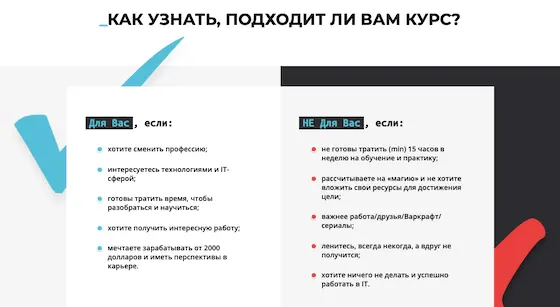 _КАК УЗНАТЬ, ПОДХОДИТ ЛИ ВАМ КУРС?
Для Вас, если:
хотите сменить профессию;
интересуетесь технологиями и IT-
сферой;
готовы тратить время, чтобы
разобраться и научиться;
хотите получить интересную работу;
мечтаете зарабатывать от 2000
долларов и иметь перспективы в
карьере.
НЕ Для Вас, если:
не готовы тратить (min) 15 часов в
неделю на обучение и практику;
рассчитываете на «магию» и не хотите
вложить свои ресурсы для достижения
цели;
важнее работа/друзья/Варкрафт/
сериалы;
ленитесь, всегда некогда, а вдруг не
получится;
хотите ничего не делать и успешно
работать в IT.